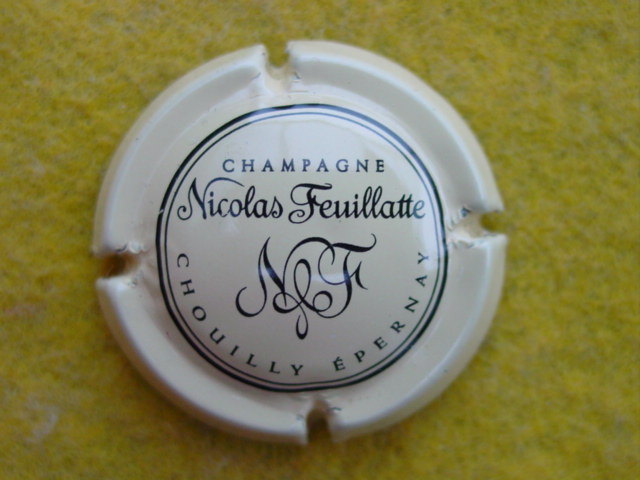 CHAMPAGNE
Nicolas Feuillatte
NF
CHOUILLY ÉPERNAY